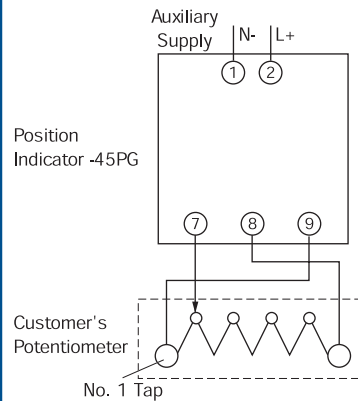 Auxiliary
Supply N- L+
1 2
Position
Indicator -45PG
7 8 9
Customer's
Potentiometer
No. 1 Tap